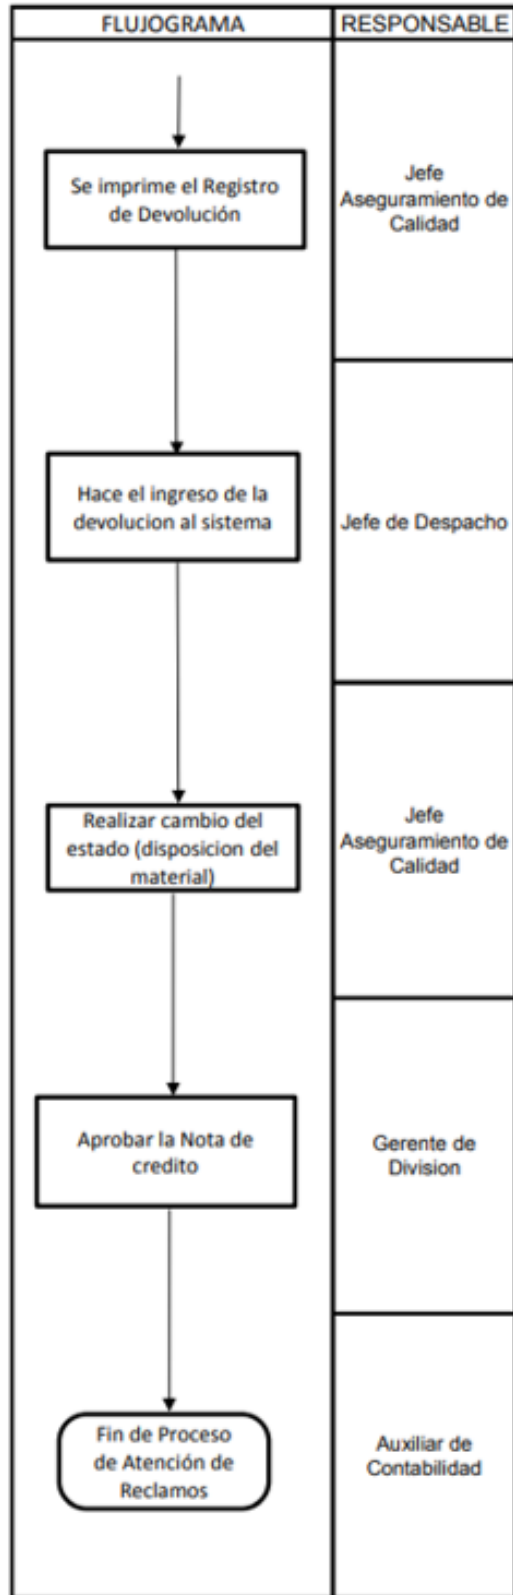 FLUJOGRAMA
RESPONSABLE
Se imprime el Registro
de Devolución
Jefe
Aseguramiento de
Calidad
Hace el ingreso de la
devolucion al sistema
Jefe de Despacho
Realizar cambio del
estado (disposicion del
material)
Jefe
Aseguramiento de
Calidad
Aprobar la Nota de
credito
Gerente de
Division
Fin de Proceso
de Atención de
Reclamos
Auxiliar de
Contabilidad